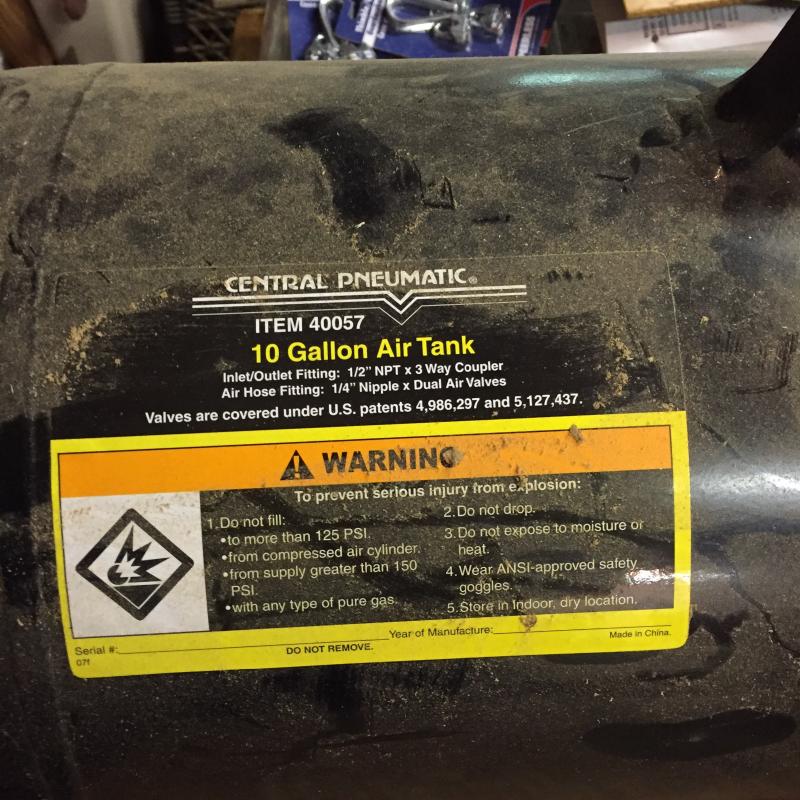 CENTRAL PNEUMATIC®
ITEM 40057
10 Gallon Air Tank
Inlet/Outlet Fitting: 1/2" NPT x 3 Way Coupler
Air Hose Fitting: 1/4" Nipple x Dual Air Valves
Valves are covered under U.S. patents 4,986,297 and 5,127,437.
WARNING
To prevent serious injury from explosion:
1. Do not fill:
•to more than 125 PSI.
•from compressed air cylinder.
•from supply greater than 150
PSI.
•with any type of pure gas.
2. Do not drop.
3. Do not expose to moisture or
heat.
4. Wear ANSI-approved safety
goggles.
5. Store in indoor, dry location.
Serial #:
07f
DO NOT REMOVE.
Year of Manufacture:
Made in China.